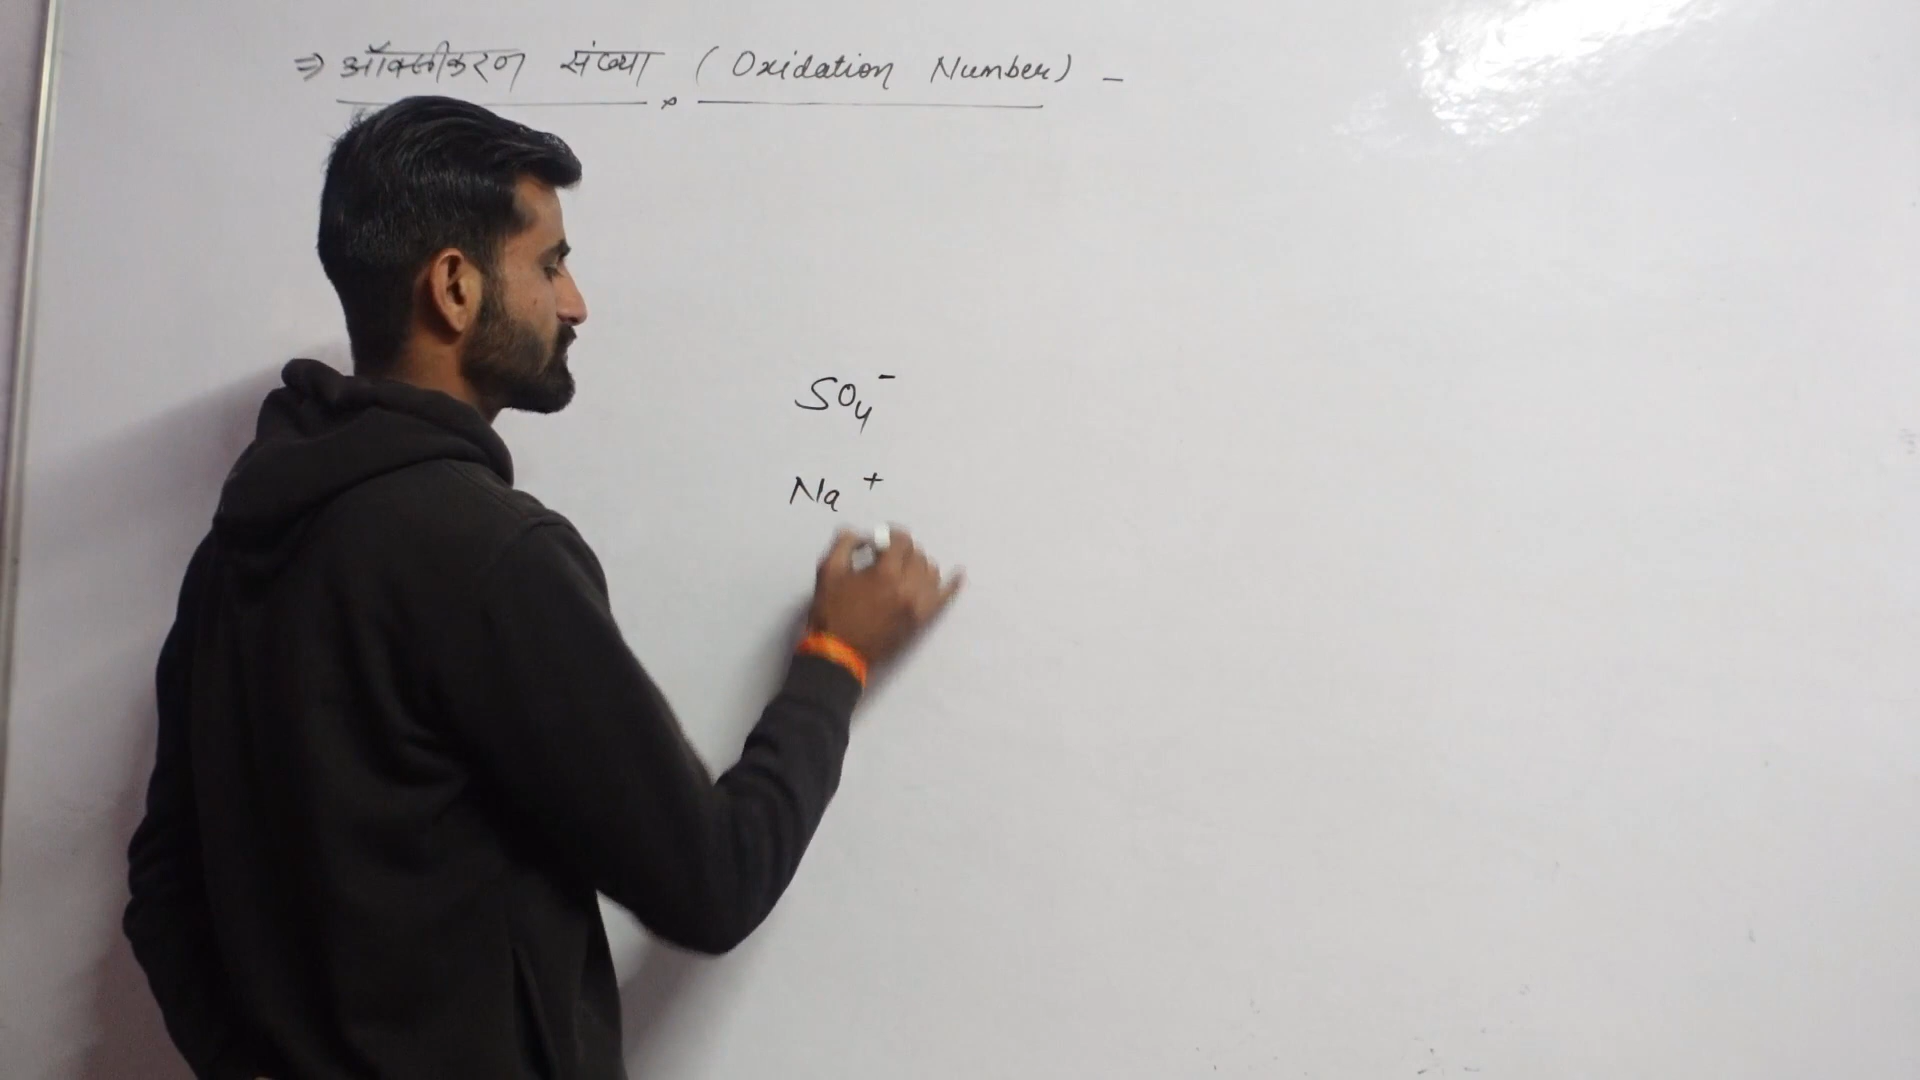 ⇒ ऑक्सीकरण संख्या (Oxidation Number) -
SO₄⁻
Na⁺